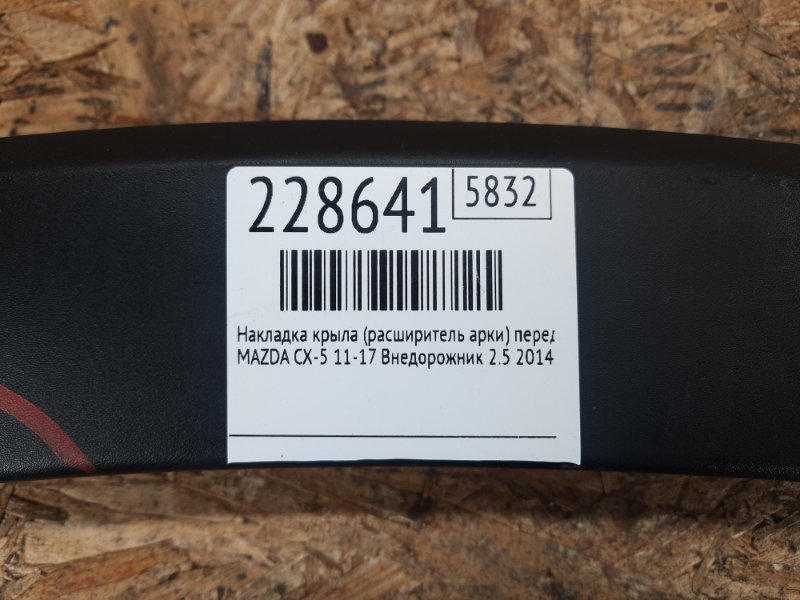 228641 5832
Накладка крыла (расширитель арки) перед
MAZDA CX-5 11-17 Внедорожник 2.5 2014